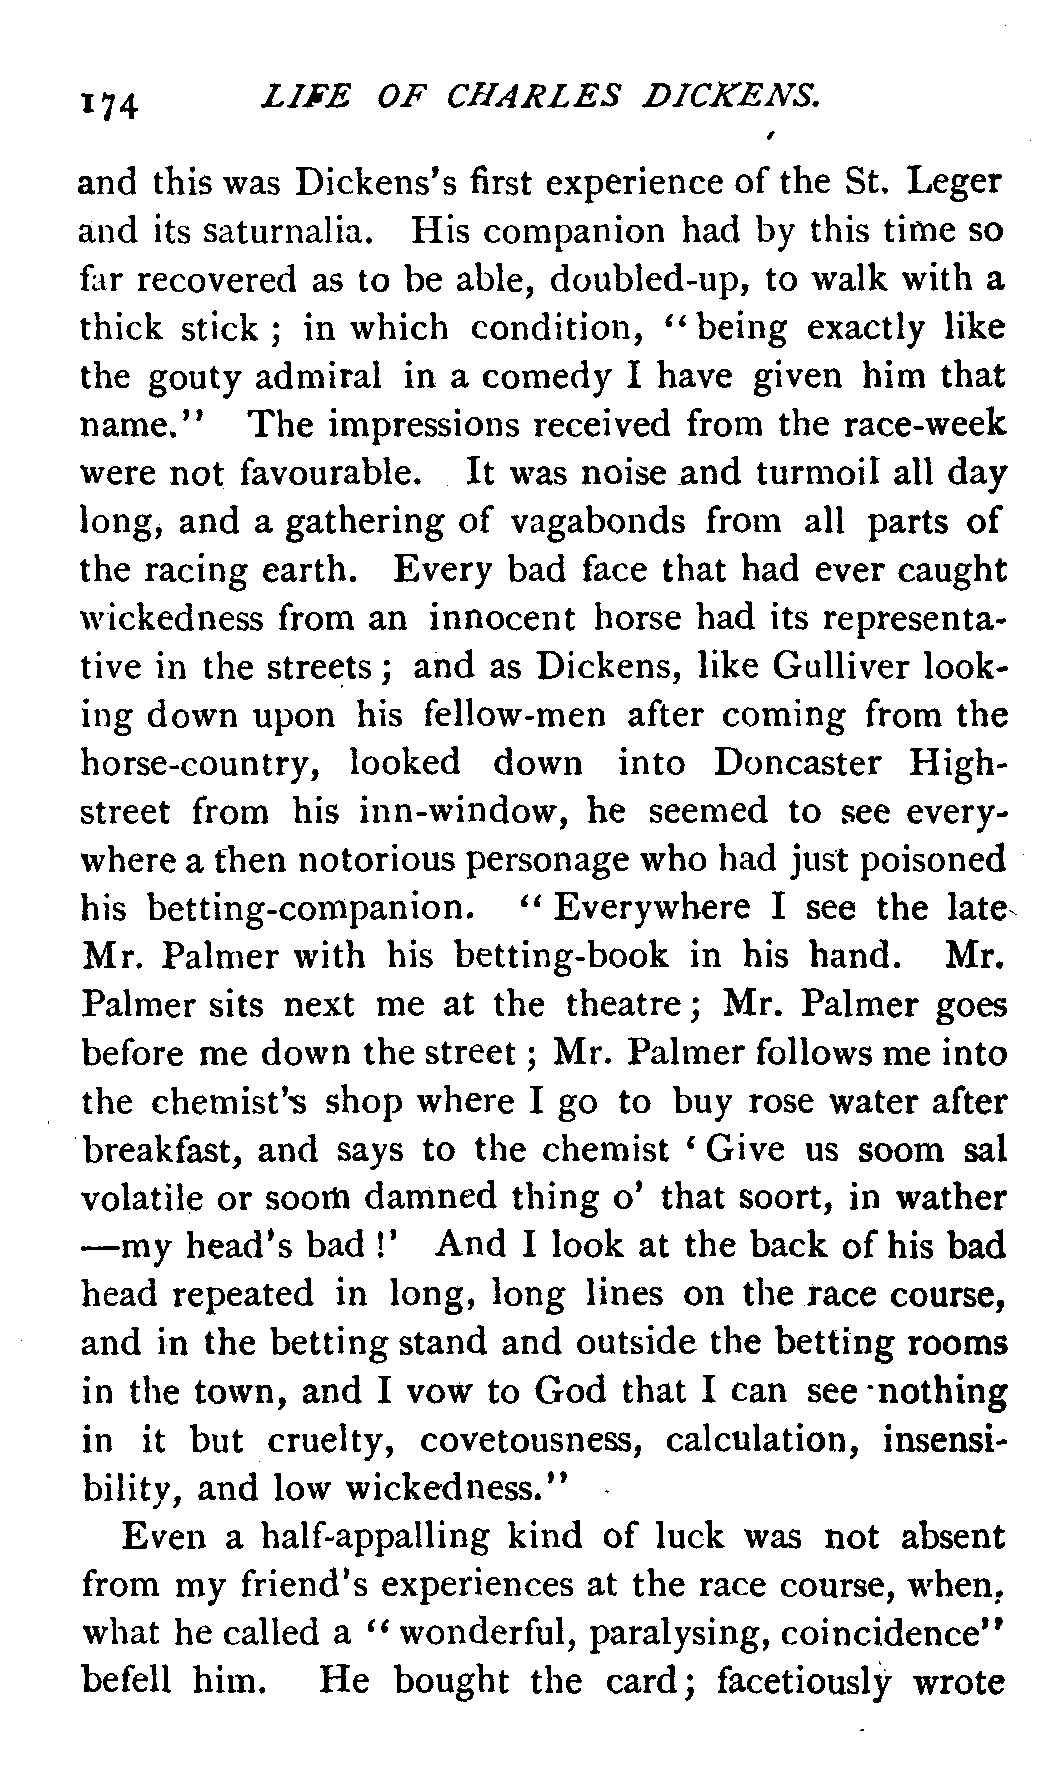 174 LIFE OF CHARLES DICKENS.
and this was Dickens's first experience of the St. Leger
and its saturnalia. His companion had by this time so
far recovered as to be able, doubled-up, to walk with a
thick stick ; in which condition, "being exactly like
the gouty admiral in a comedy I have given him that
name." The impressions received from the race-week
were not favourable. It was noise and turmoil all day
long, and a gathering of vagabonds from all parts of
the racing earth. Every bad face that had ever caught
wickedness from an innocent horse had its representa-
tive in the streets ; and as Dickens, like Gulliver look-
ing down upon his fellow-men after coming from the
horse-country, looked down into Doncaster High-
street from his inn-window, he seemed to see every-
where a then notorious personage who had just poisoned
his betting-companion. "Everywhere I see the late
Mr. Palmer with his betting-book in his hand. Mr.
Palmer sits next me at the theatre ; Mr. Palmer goes
before me down the street ; Mr. Palmer follows me into
the chemist's shop where I go to buy rose water after
breakfast, and says to the chemist 'Give us soom sal
volatile or soom damned thing o' that soort, in wather
—my head's bad !' And I look at the back of his bad
head repeated in long, long lines on the race course,
and in the betting stand and outside the betting rooms
in the town, and I vow to God that I can see nothing
in it but cruelty, covetousness, calculation, insensi-
bility, and low wickedness."
Even a half-appalling kind of luck was not absent
from my friend's experiences at the race course, when,
what he called a "wonderful, paralysing, coincidence"
befell him. He bought the card ; facetiously wrote